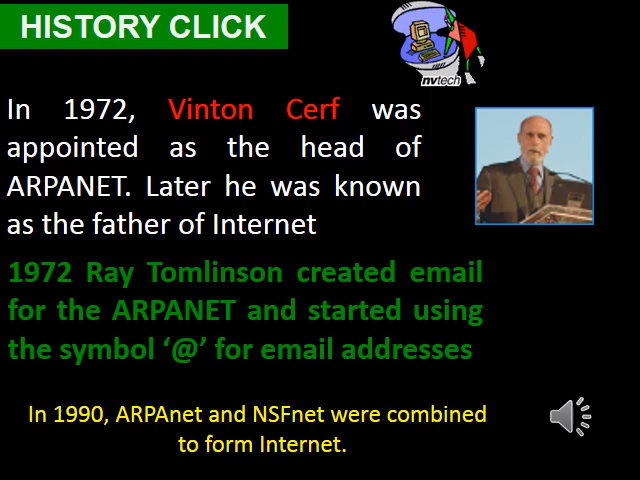 HISTORY CLICK
nvtech
In 1972, Vinton Cerf was
appointed as the head of
ARPANET. Later he was known
as the father of Internet
1972 Ray Tomlinson created email
for the ARPANET and started using
the symbol ‘@’ for email addresses
In 1990, ARPAnet and NSFnet were combined
to form Internet.